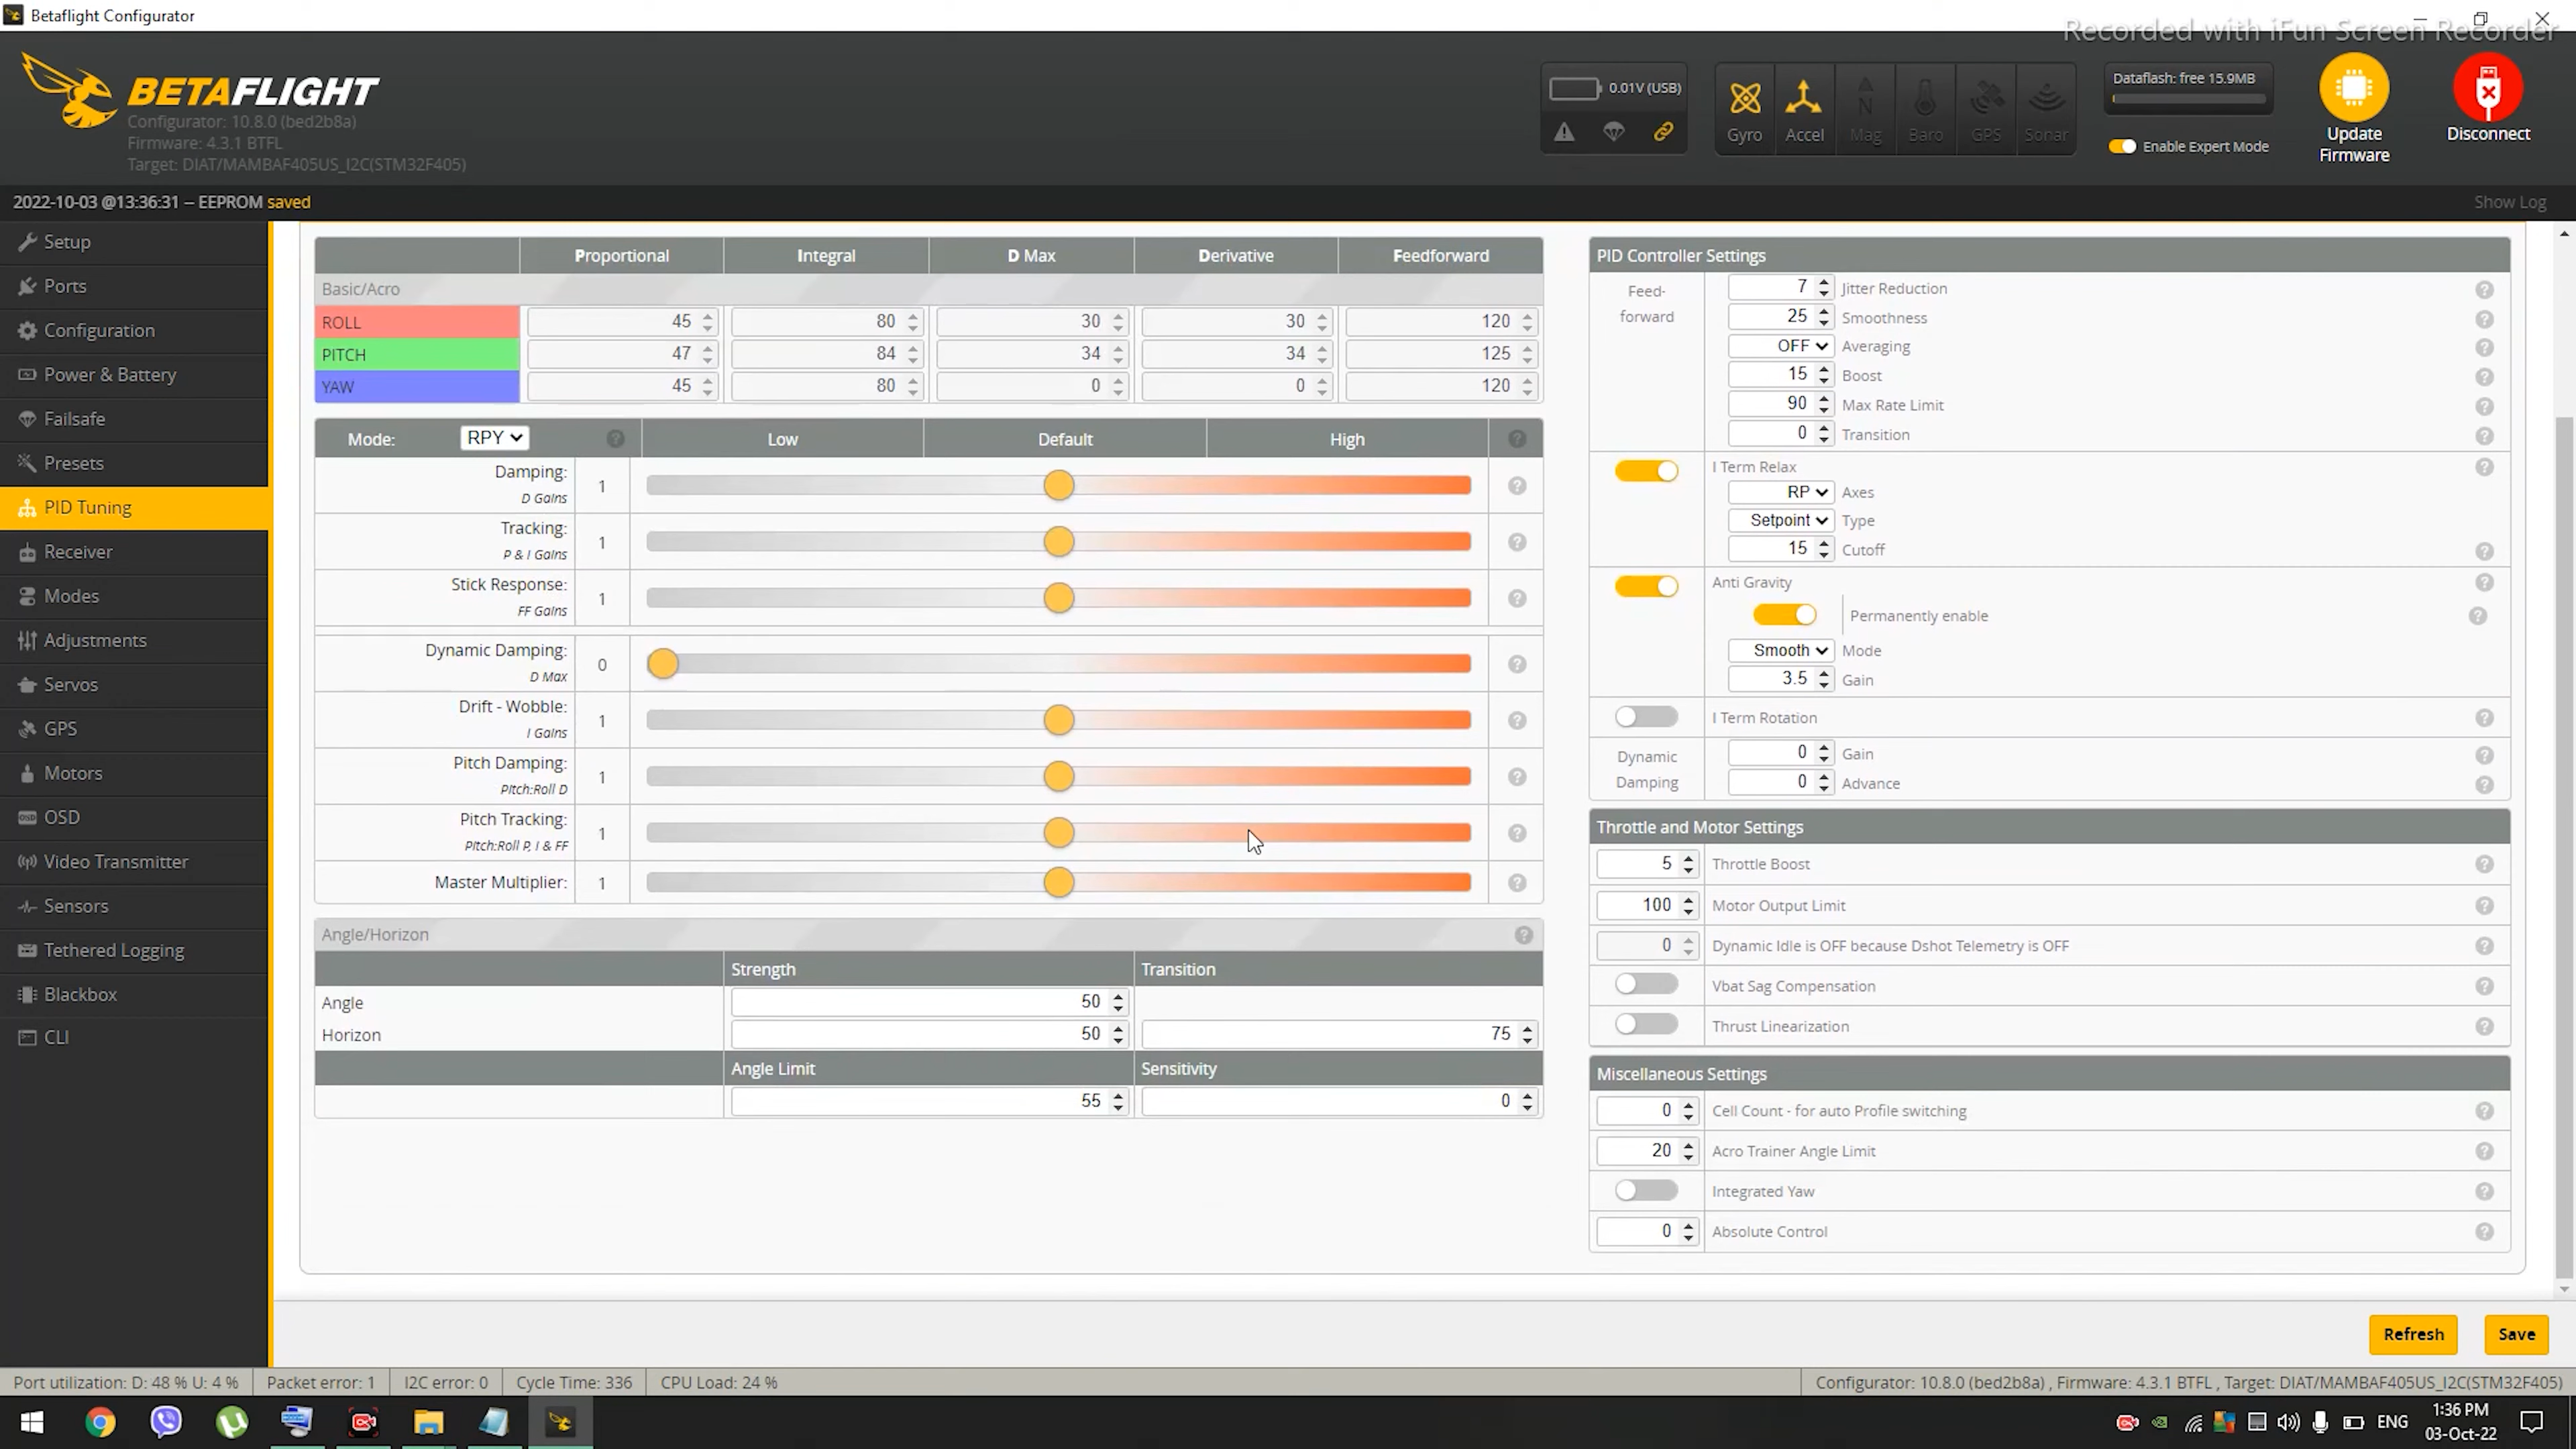 Betaflight Configurator
Recorded with iFun Screen Recorder
BETAFLIGHT
Configurator: 10.8.0 (bed2b8a)
Firmware: 4.3.1 BTFL
Target: DIAT/MAMBAF405US_I2C(STM32F405)
0.01V (USB)
Gyro Accel Mag Baro GPS Sonar
Dataflash: free 15.9MB
Enable Expert Mode
Update Firmware
Disconnect
2022-10-03 @13:36:31 – EEPROM saved
Show Log
Setup
Ports
Configuration
Power & Battery
Failsafe
Presets
PID Tuning
Receiver
Modes
Adjustments
Servos
GPS
Motors
OSD
Video Transmitter
Sensors
Tethered Logging
Blackbox
CLI
Proportional Integral D Max Derivative Feedforward
Basic/Acro
ROLL 45 80 30 30 120
PITCH 47 84 34 34 125
YAW 45 80 0 0 120
Mode: RPY Low Default High
Damping: 1
D Gains
Tracking: 1
P & I Gains
Stick Response: 1
FF Gains
Dynamic Damping: 0
D Max
Drift - Wobble: 1
I Gains
Pitch Damping: 1
Pitch:Roll D
Pitch Tracking: 1
Pitch:Roll P, I & FF
Master Multiplier: 1
Angle/Horizon
Strength Transition
Angle 50
Horizon 50 75
Angle Limit Sensitivity
55 0
PID Controller Settings
Feed-forward
7 Jitter Reduction
25 Smoothness
OFF Averaging
15 Boost
90 Max Rate Limit
0 Transition
I Term Relax
RP Axes
Setpoint Type
15 Cutoff
Anti Gravity
Permanently enable
Smooth Mode
3.5 Gain
I Term Rotation
Dynamic Damping
0 Gain
0 Advance
Throttle and Motor Settings
5 Throttle Boost
100 Motor Output Limit
0 Dynamic Idle is OFF because Dshot Telemetry is OFF
Vbat Sag Compensation
Thrust Linearization
Miscellaneous Settings
0 Cell Count - for auto Profile switching
20 Acro Trainer Angle Limit
Integrated Yaw
0 Absolute Control
Refresh Save
Port utilization: D: 48 % U: 4 % Packet error: 1 I2C error: 0 Cycle Time: 336 CPU Load: 24 %
Configurator: 10.8.0 (bed2b8a) , Firmware: 4.3.1 BTFL , Target: DIAT/MAMBAF405US_I2C(STM32F405)
ENG
1:36 PM
03-Oct-22